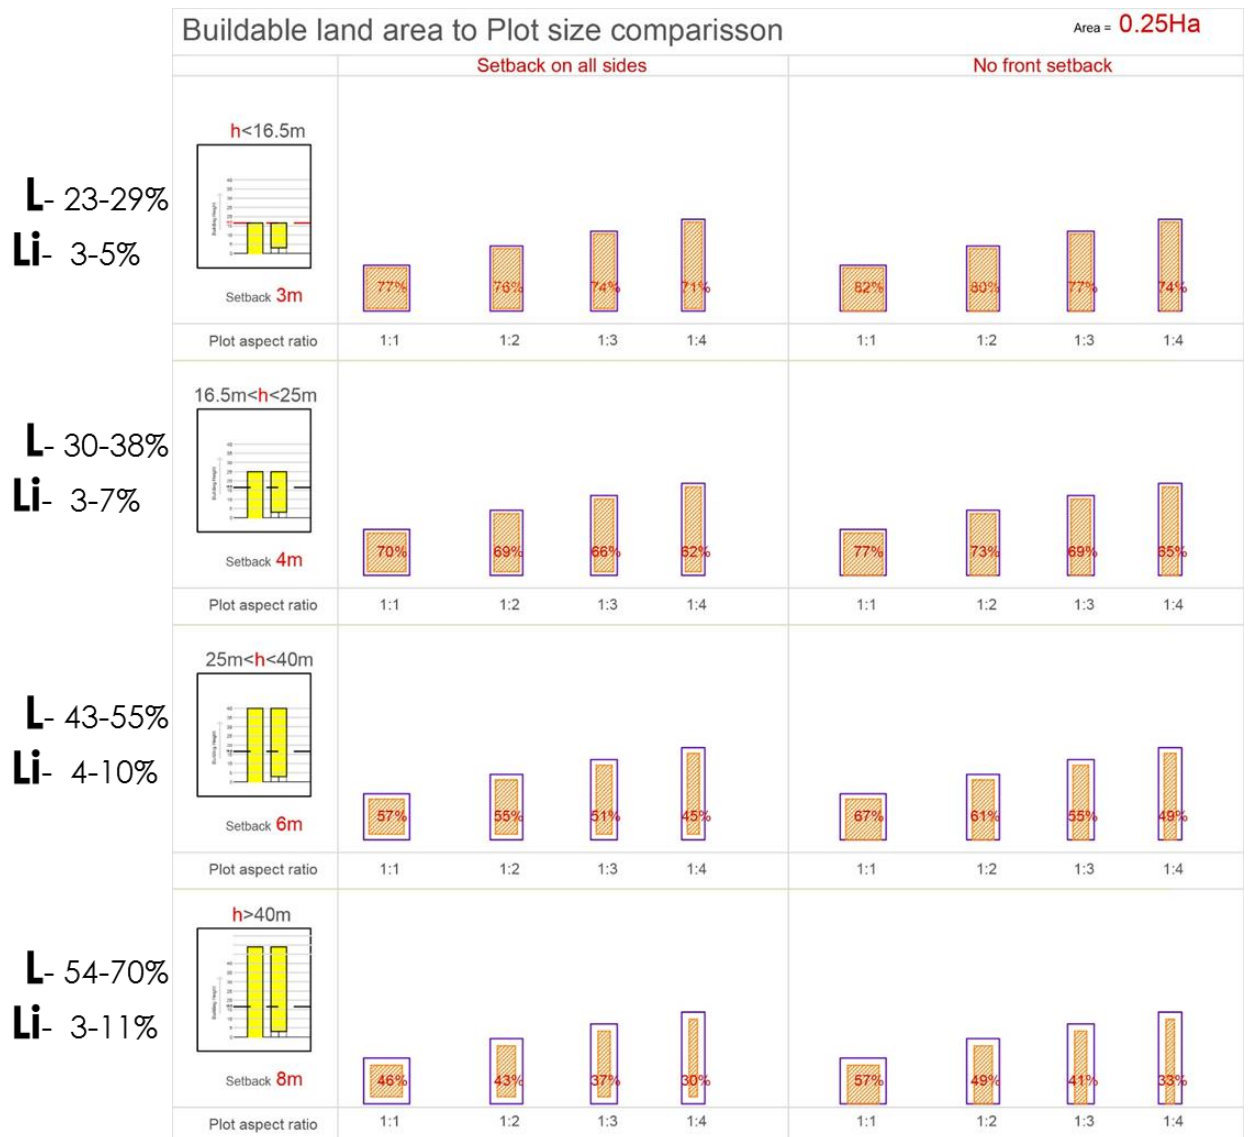 Buildable land area to Plot size comparisson
Area = 0.25Ha
Setback on all sides
No front setback
L- 23-29%
Li- 3-5%
h<16.5m
Setback 3m
77% 76% 74% 71%
82% 80% 77% 74%
Plot aspect ratio
1:1 1:2 1:3 1:4
1:1 1:2 1:3 1:4
L- 30-38%
Li- 3-7%
16.5m<h<25m
Setback 4m
70% 69% 66% 62%
77% 73% 69% 65%
Plot aspect ratio
1:1 1:2 1:3 1:4
1:1 1:2 1:3 1:4
L- 43-55%
Li- 4-10%
25m<h<40m
Setback 6m
57% 55% 51% 45%
67% 61% 55% 49%
Plot aspect ratio
1:1 1:2 1:3 1:4
1:1 1:2 1:3 1:4
L- 54-70%
Li- 3-11%
h>40m
Setback 8m
46% 43% 37% 30%
57% 49% 41% 33%
Plot aspect ratio
1:1 1:2 1:3 1:4
1:1 1:2 1:3 1:4